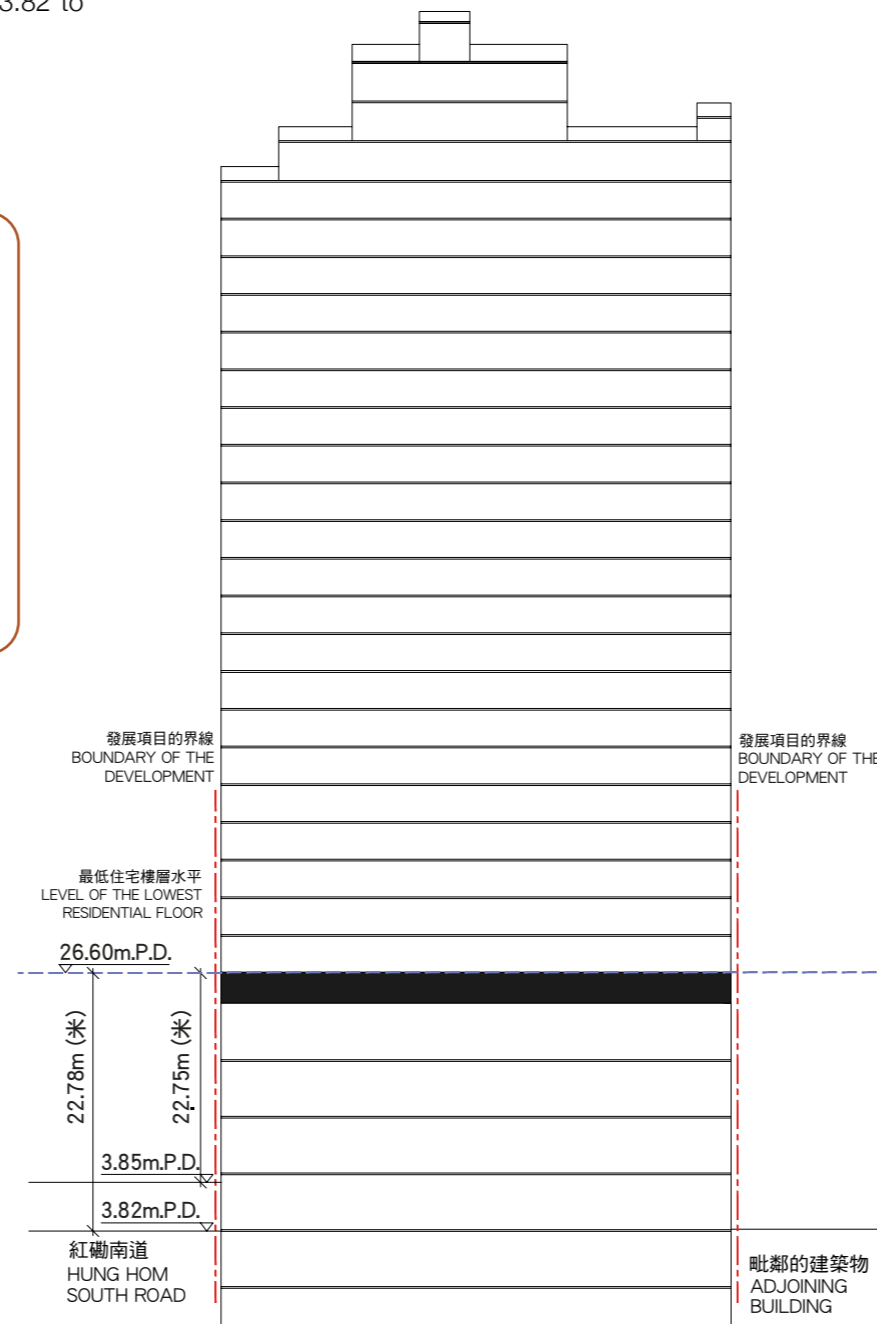 3.82 to
發展項目的界線
BOUNDARY OF THE
DEVELOPMENT
發展項目的界線
BOUNDARY OF THE
DEVELOPMENT
最低住宅樓層水平
LEVEL OF THE LOWEST
RESIDENTIAL FLOOR
26.60m.P.D.
22.78m (米)
22.75m (米)
3.85m.P.D.
3.82m.P.D.
紅磡南道
HUNG HOM
SOUTH ROAD
毗鄰的建築物
ADJOINING
BUILDING